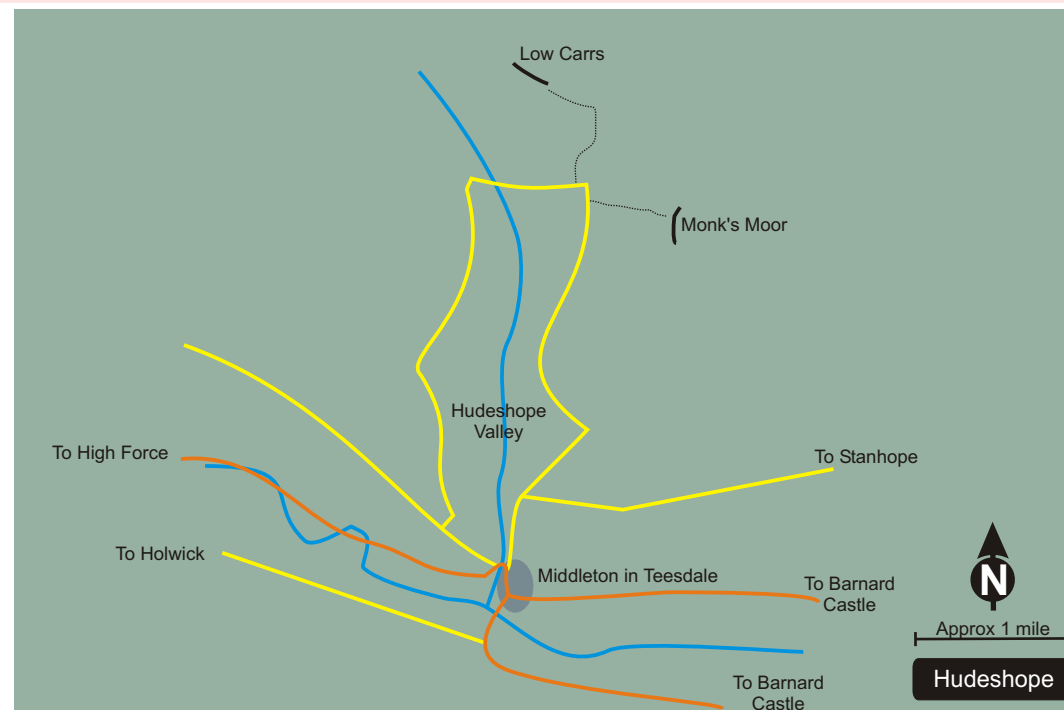 Low Carrs
Monk's Moor
Hudeshope
Valley
To High Force
To Stanhope
To Holwick
Middleton in Teesdale
To Barnard
Castle
N
Approx 1 mile
Hudeshope
To Barnard
Castle